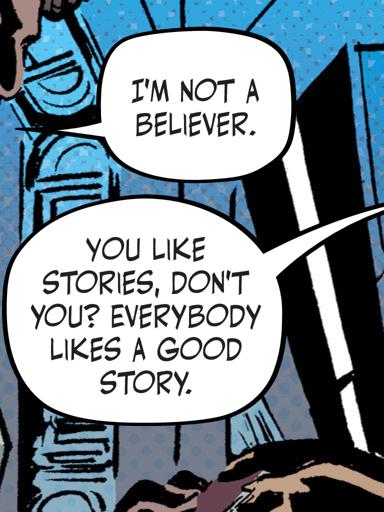 I'M NOT A
BELIEVER.
YOU LIKE
STORIES, DON'T
YOU? EVERYBODY
LIKES A GOOD
STORY.